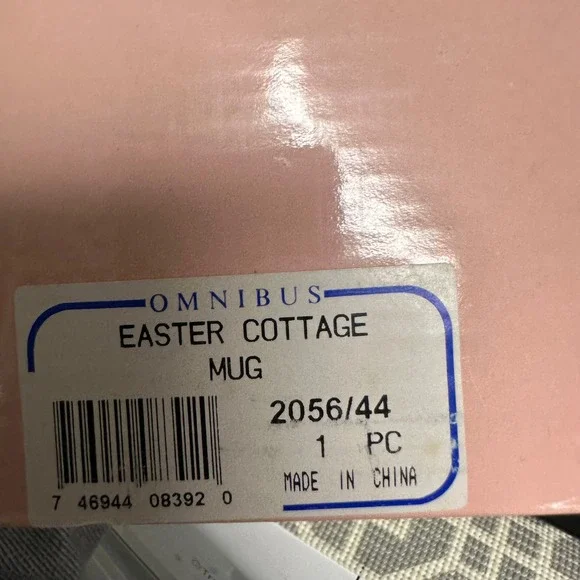 OMNIBUS
EASTER COTTAGE
MUG
2056/44
1 PC
MADE IN CHINA
7 46944 08392 0